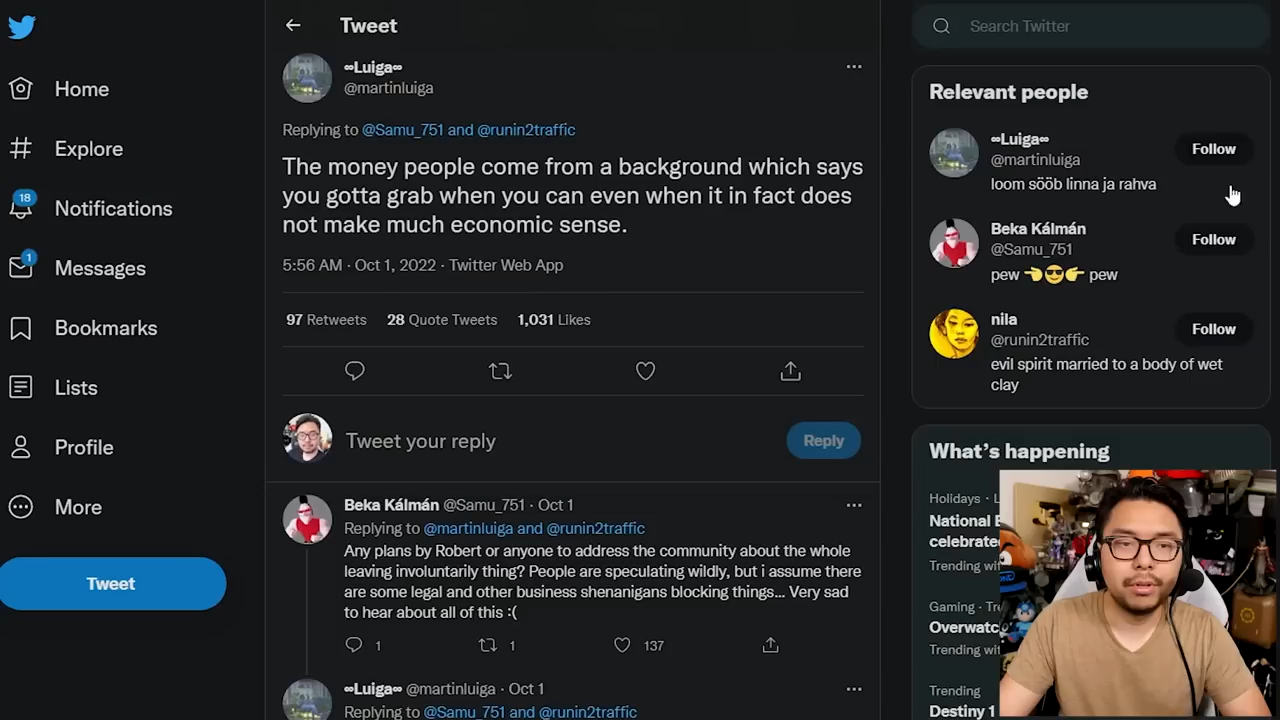 Home
Explore
18
Notifications
1
Messages
Bookmarks
Lists
Profile
More
Tweet
Tweet
∞Luiga∞
@martinluiga
Replying to @Samu_751 and @runin2traffic
The money people come from a background which says
you gotta grab when you can even when it in fact does
not make much economic sense.
5:56 AM · Oct 1, 2022 · Twitter Web App
97 Retweets 28 Quote Tweets 1,031 Likes
Tweet your reply
Reply
Beka Kálmán @Samu_751 · Oct 1
Replying to @martinluiga and @runin2traffic
Any plans by Robert or anyone to address the community about the whole
leaving involuntarily thing? People are speculating wildly, but i assume there
are some legal and other business shenanigans blocking things... Very sad
to hear about all of this :(
1 1 137
∞Luiga∞ @martinluiga · Oct 1
Replying to @Samu_751 and @runin2traffic
Search Twitter
Relevant people
∞Luiga∞
@martinluiga
Follow
loom sööb linna ja rahva
Beka Kálmán
@Samu_751
Follow
pew 👈😎👉 pew
nila
@runin2traffic
Follow
evil spirit married to a body of wet
clay
What's happening
Holidays · L
National
celebrate
Trending wi
Gaming · Tre
Overwatc
Trending wi
Trending
Destiny 1